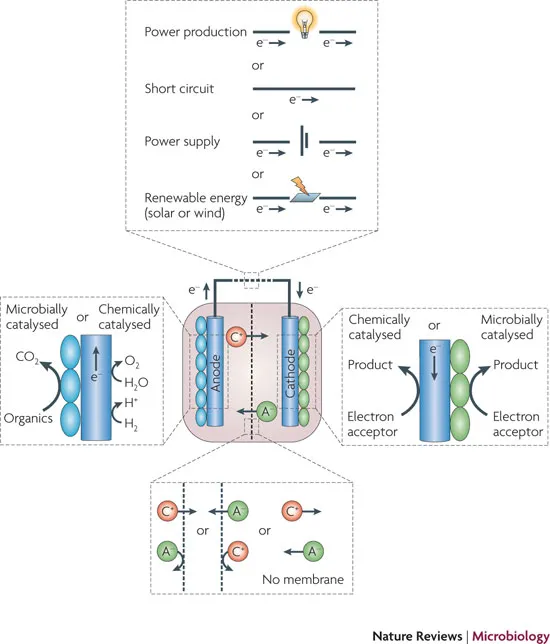 Power production
e⁻ e⁻
or
Short circuit
e⁻
or
Power supply
e⁻ e⁻
or
Renewable energy
(solar or wind)
e⁻ e⁻
e⁻ e⁻
Microbially
catalysed
or
Chemically
catalysed
CO₂
Organics
e⁻
O₂
H₂O
H⁺
H₂
C⁺
Anode
Cathode
A⁻
Chemically
catalysed
or
Microbially
catalysed
e⁻
Product
Product
Electron
acceptor
Electron
acceptor
C⁺ A⁻ C⁺
or or
A⁻ C⁺ A⁻
No membrane
Nature Reviews | Microbiology